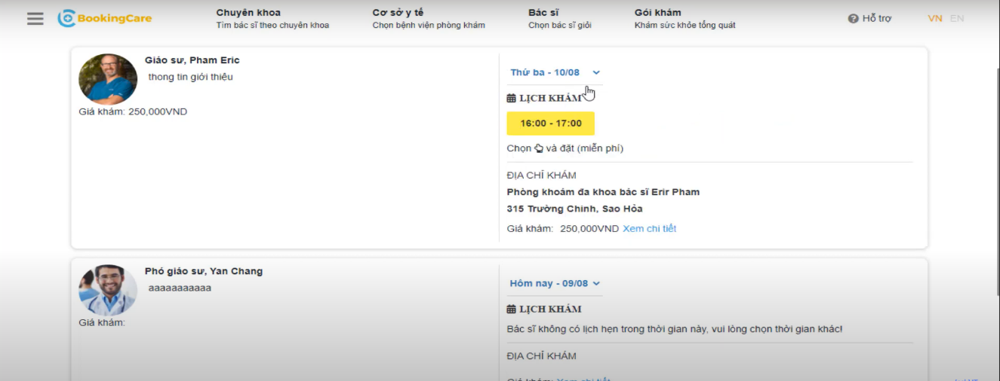 BookingCare
Chuyên khoa
Tìm bác sĩ theo chuyên khoa
Cơ sở y tế
Chọn bệnh viện phòng khám
Bác sĩ
Chọn bác sĩ giỏi
Gói khám
Khám sức khỏe tổng quát
Hỗ trợ
VN EN
Giáo sư, Pham Eric
thong tin giới thiệu
Giá khám: 250,000VND
Thứ ba - 10/08
LỊCH KHÁM
16:00 - 17:00
Chọn và đặt (miễn phí)
ĐỊA CHỈ KHÁM
Phòng khoám đa khoa bác sĩ Erir Pham
315 Trường Chinh, Sao Hỏa
Giá khám: 250,000VND Xem chi tiết
Phó giáo sư, Yan Chang
aaaaaaaaaaa
Giá khám:
Hôm nay - 09/08
LỊCH KHÁM
Bác sĩ không có lịch hẹn trong thời gian này, vui lòng chọn thời gian khác!
ĐỊA CHỈ KHÁM
Giá khám: Xem chi tiết